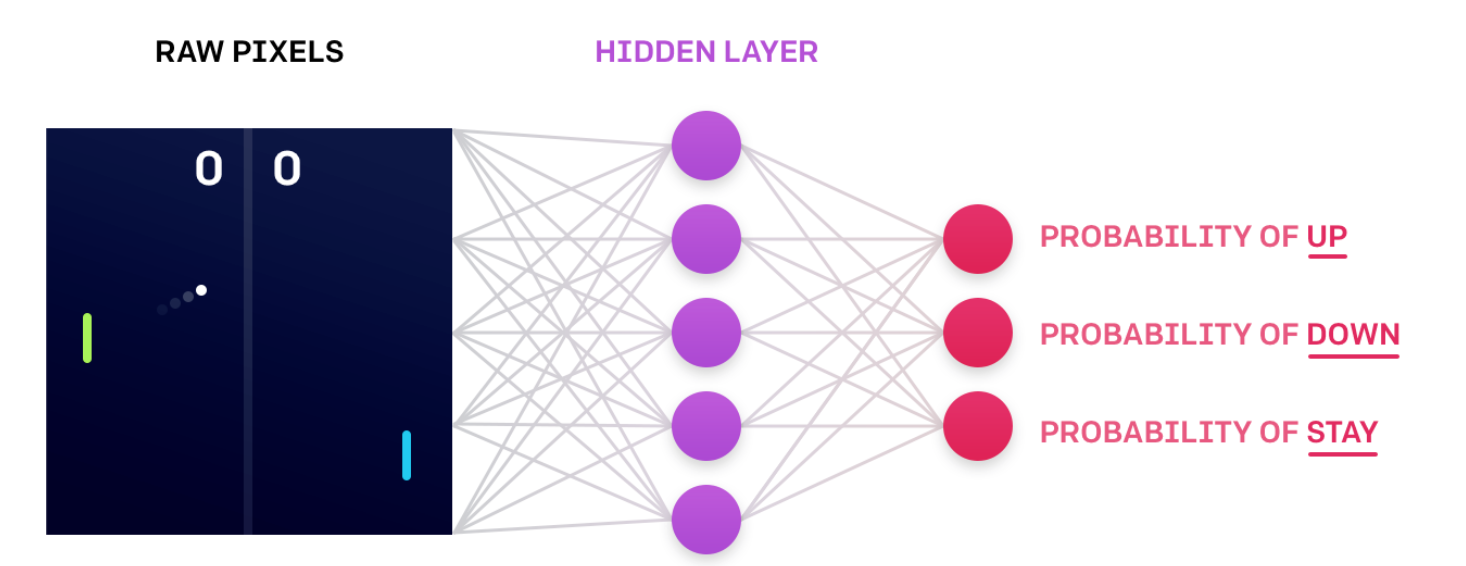 RAW PIXELS
HIDDEN LAYER
0 0
PROBABILITY OF UP
PROBABILITY OF DOWN
PROBABILITY OF STAY